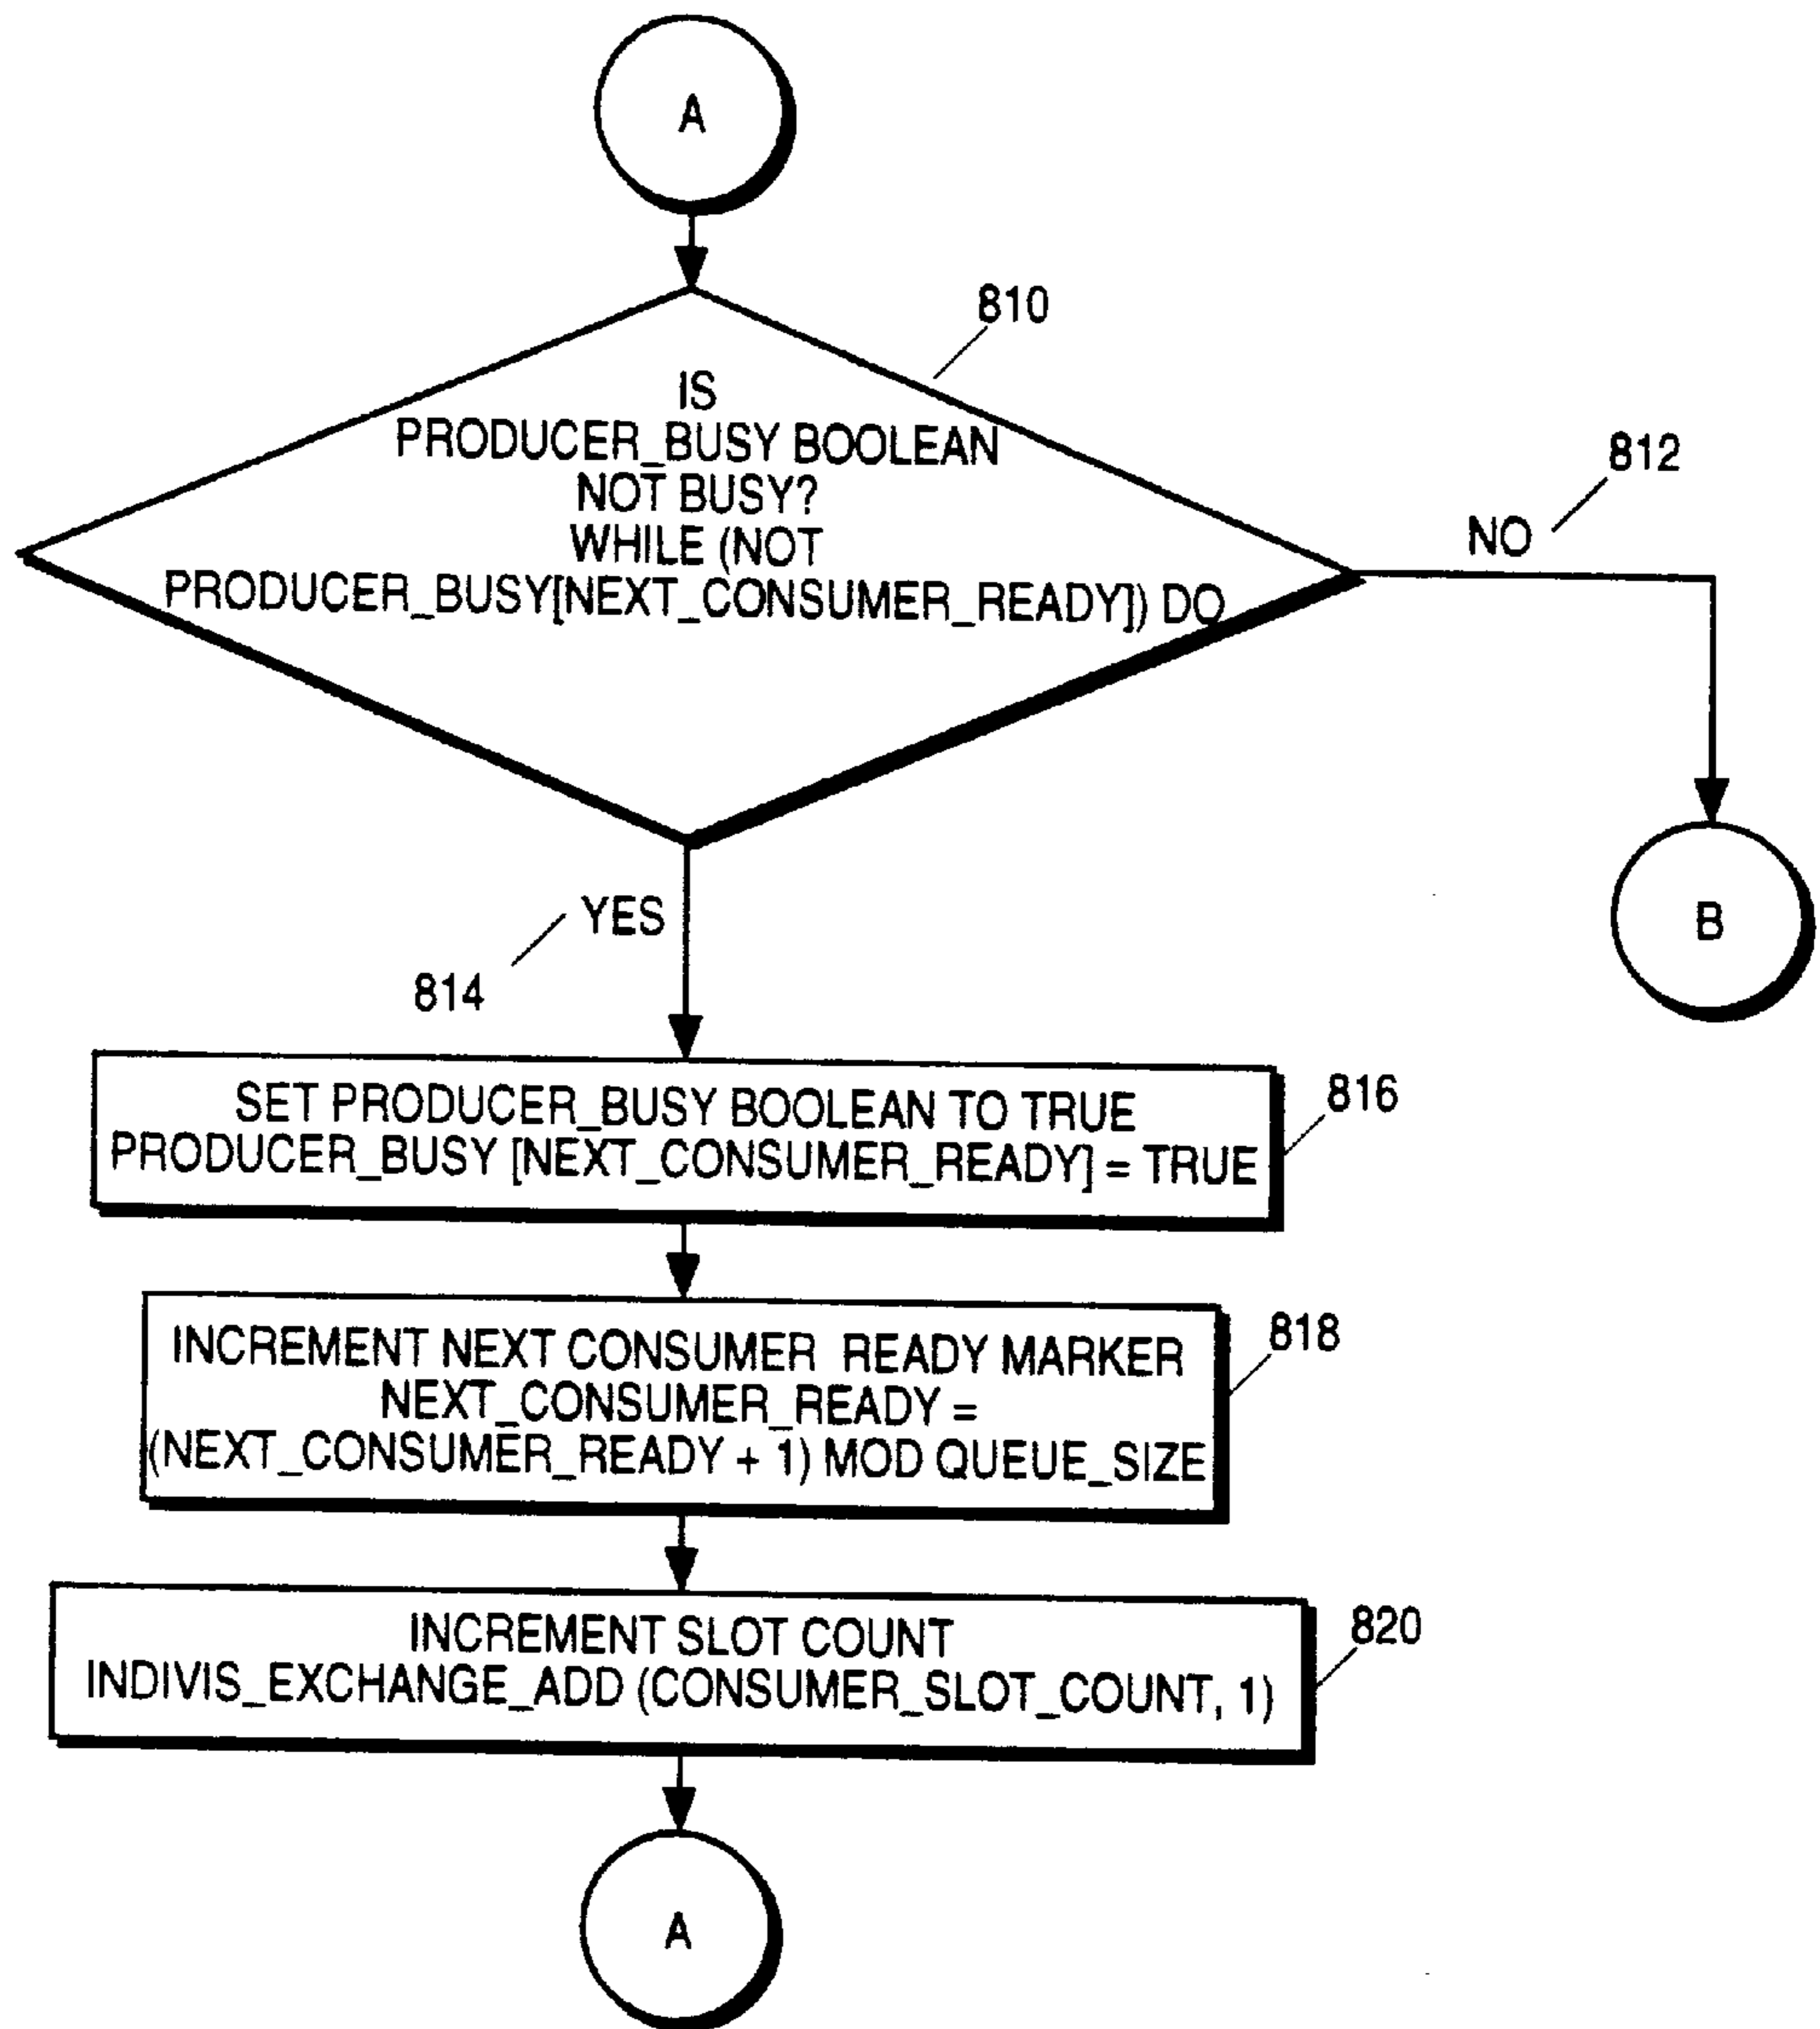 A
810
IS
PRODUCER_BUSY BOOLEAN
NOT BUSY?
WHILE (NOT
PRODUCER_BUSY[NEXT_CONSUMER_READY]) DO
812
NO
B
YES
814
SET PRODUCER_BUSY BOOLEAN TO TRUE
PRODUCER_BUSY [NEXT_CONSUMER_READY] = TRUE
816
INCREMENT NEXT CONSUMER_READY MARKER
NEXT_CONSUMER_READY =
(NEXT_CONSUMER_READY + 1) MOD QUEUE_SIZE
818
INCREMENT SLOT COUNT
INDIVIS_EXCHANGE_ADD (CONSUMER_SLOT_COUNT, 1)
820
A